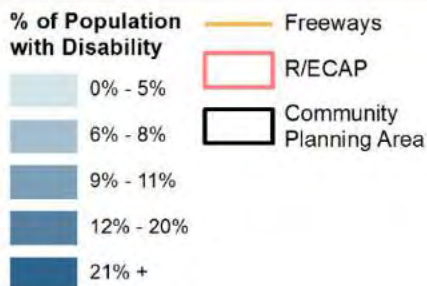 % of Population
with Disability
0% - 5%
6% - 8%
9% - 11%
12% - 20%
21% +
Freeways
R/ECAP
Community
Planning Area